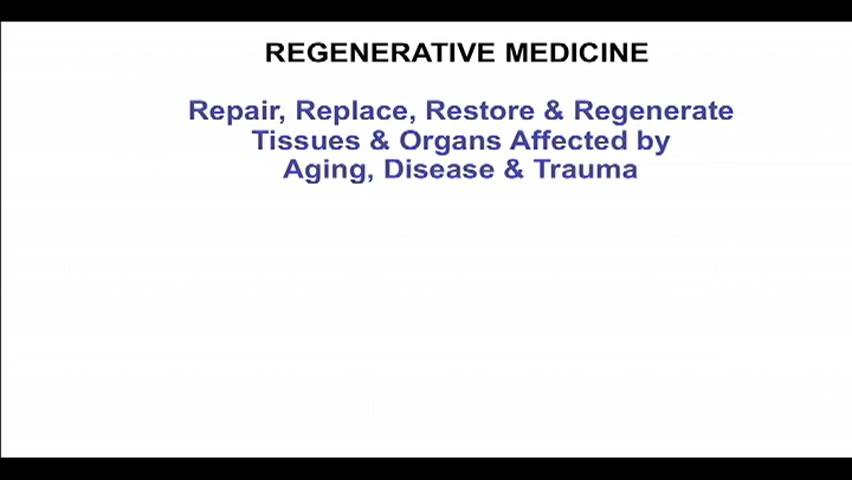 REGENERATIVE MEDICINE
Repair, Replace, Restore & Regenerate
Tissues & Organs Affected by
Aging, Disease & Trauma